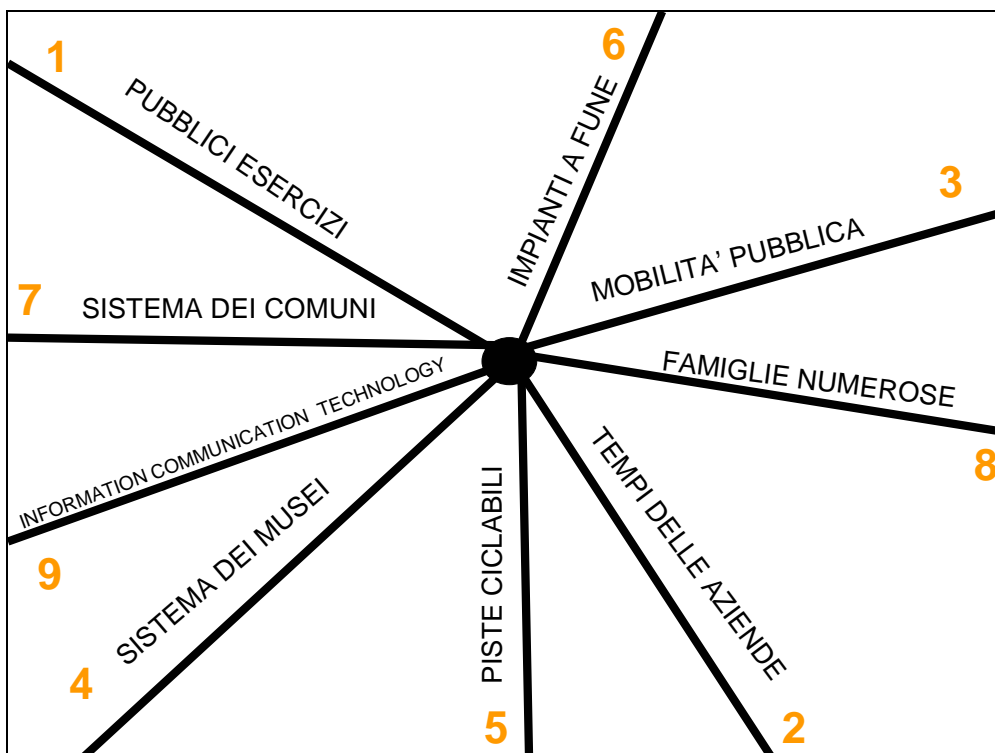 1
PUBBLICI ESERCIZI
6
IMPIANTI A FUNE
3
MOBILITA’ PUBBLICA
7
SISTEMA DEI COMUNI
FAMIGLIE NUMEROSE
8
INFORMATION COMMUNICATION TECHNOLOGY
9
SISTEMA DEI MUSEI
4
PISTE CICLABILI
5
TEMPI DELLE AZIENDE
2